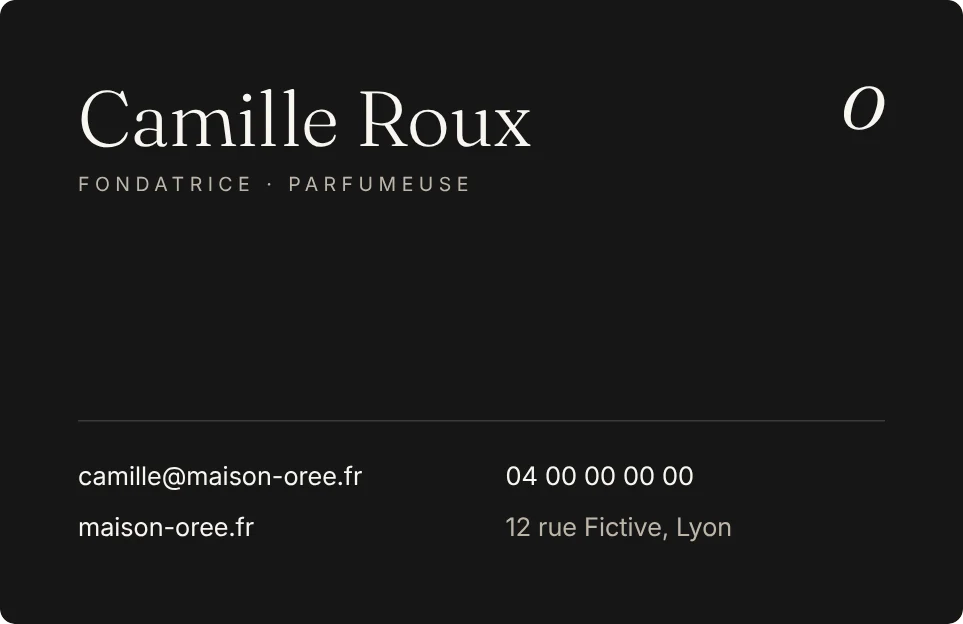 Camille Roux
O
FONDATRICE · PARFUMEUSE
camille@maison-oree.fr
04 00 00 00 00
maison-oree.fr
12 rue Fictive, Lyon